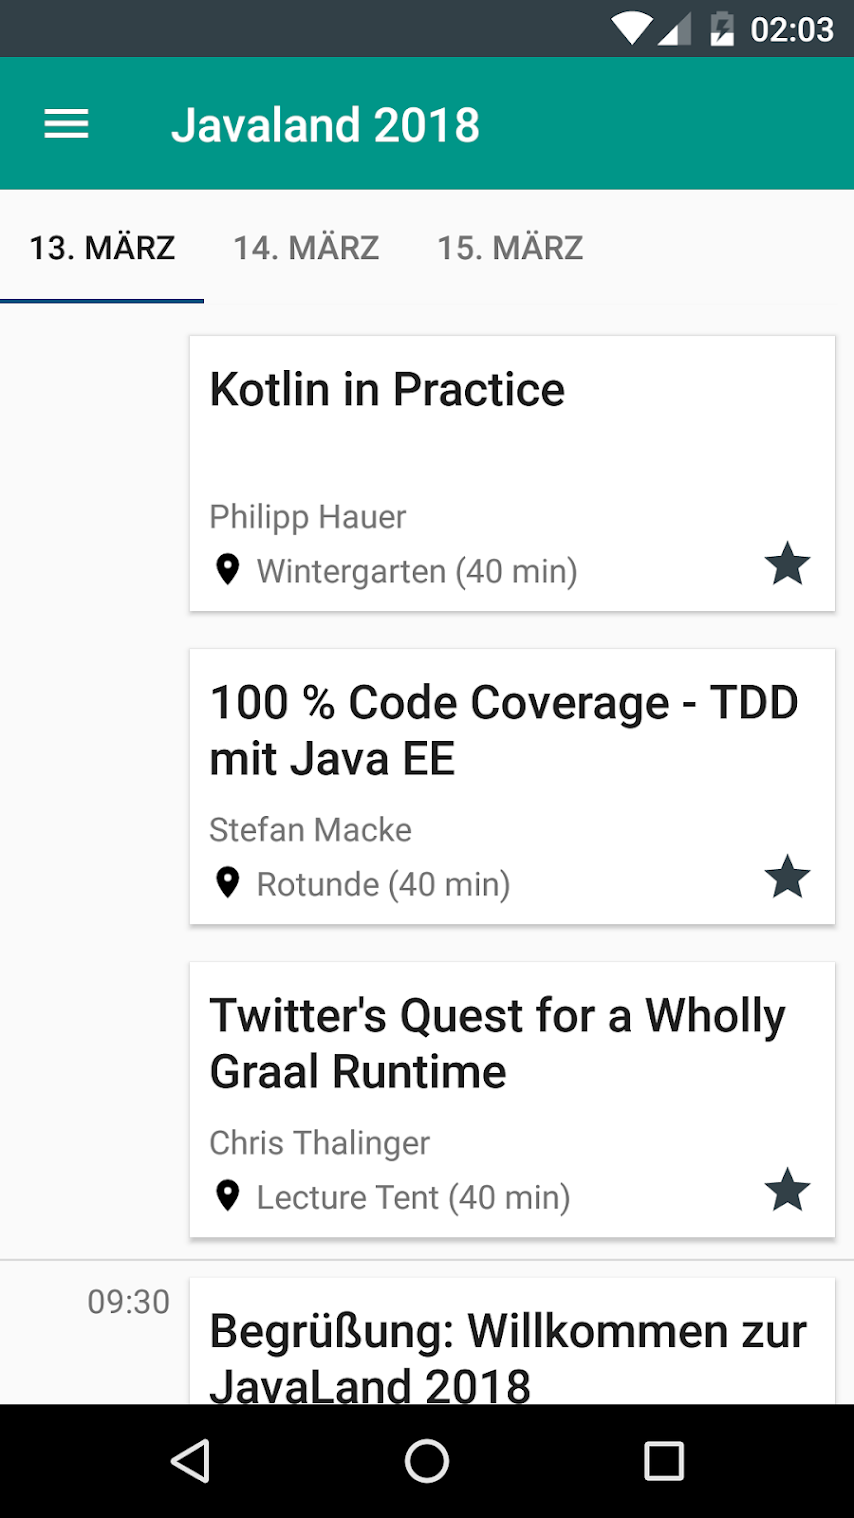 02:03
Javaland 2018
13. MÄRZ 14. MÄRZ 15. MÄRZ
Kotlin in Practice
Philipp Hauer
Wintergarten (40 min)
100 % Code Coverage - TDD
mit Java EE
Stefan Macke
Rotunde (40 min)
Twitter's Quest for a Wholly
Graal Runtime
Chris Thalinger
Lecture Tent (40 min)
09:30
Begrüßung: Willkommen zur
JavaLand 2018